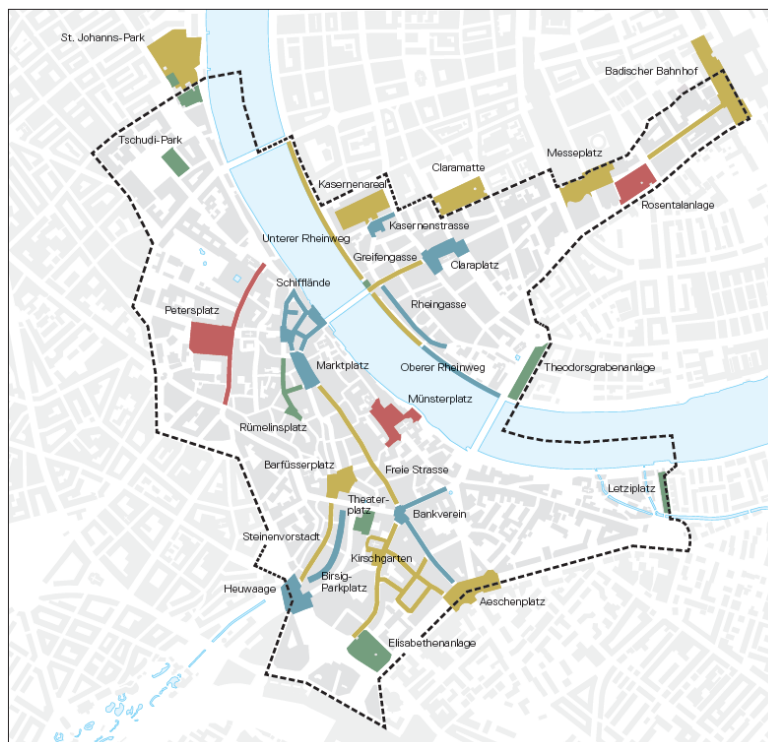 St. Johanns-Park
Badischer Bahnhof
Tschudi-Park
Claramatte
Messeplatz
Kasernenareal
Rosentalanlage
Kasernenstrasse
Unterer Rheinweg
Greifengasse
Claraplatz
Schifflände
Rheingasse
Petersplatz
Marktplatz
Oberer Rheinweg
Theodorsgrabenanlage
Münsterplatz
Rümelinsplatz
Barfüsserplatz
Freie Strasse
Letziplatz
Theater-
platz
Bankverein
Steinenvorstadt
Kirschgarten
Heuwaage
Birsig-
Parkplatz
Aeschenplatz
Elisabethenanlage